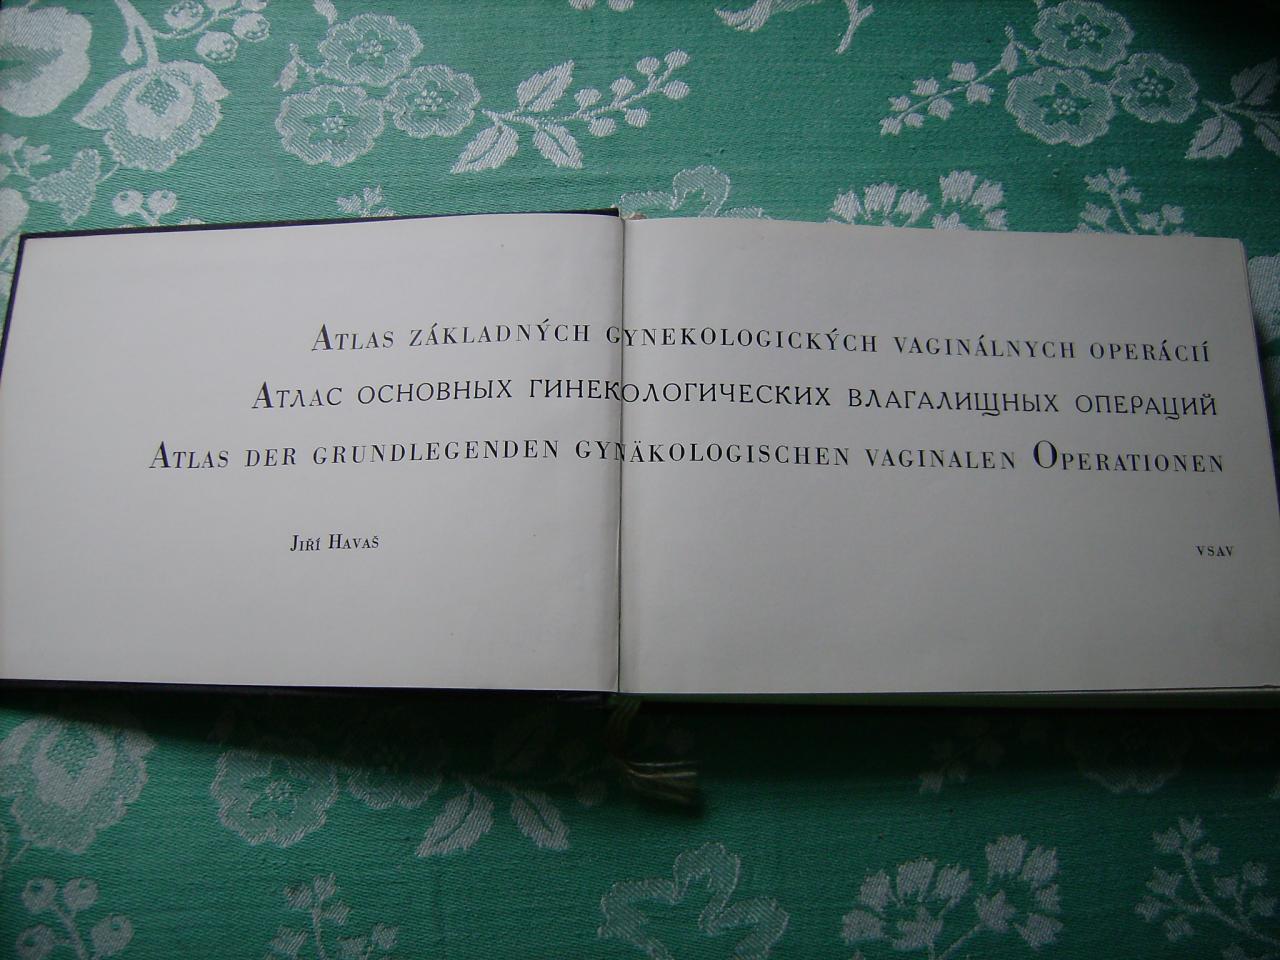 Atlas základných gynekologických vaginálnych operácií
Атлас основных гинекологических влагалищных операций
Atlas der grundlegenden gynäkologischen vaginalen Operationen
Jiří Havaš
VSAV